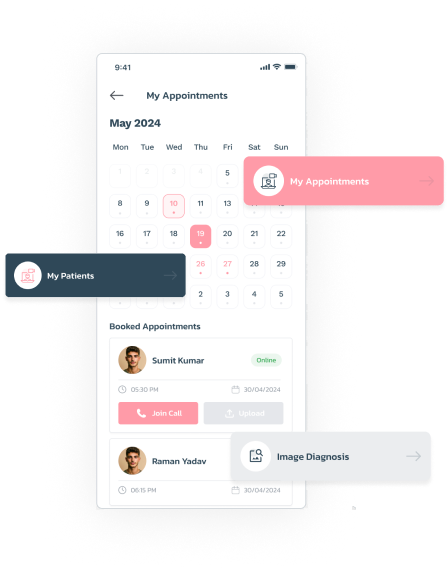 9:41
My Appointments
May 2024
Mon Tue Wed Thu Fri Sat Sun
1 2 3 4 5
My Appointments
8 9 10 11 13
16 17 18 19 20 21 22
My Patients
26 27 28 29
2 3 4 5
Booked Appointments
Sumit Kumar
Online
05:30 PM
30/04/2024
Join Call
Upload
Raman Yadav
Image Diagnosis
06:15 PM
30/04/2024